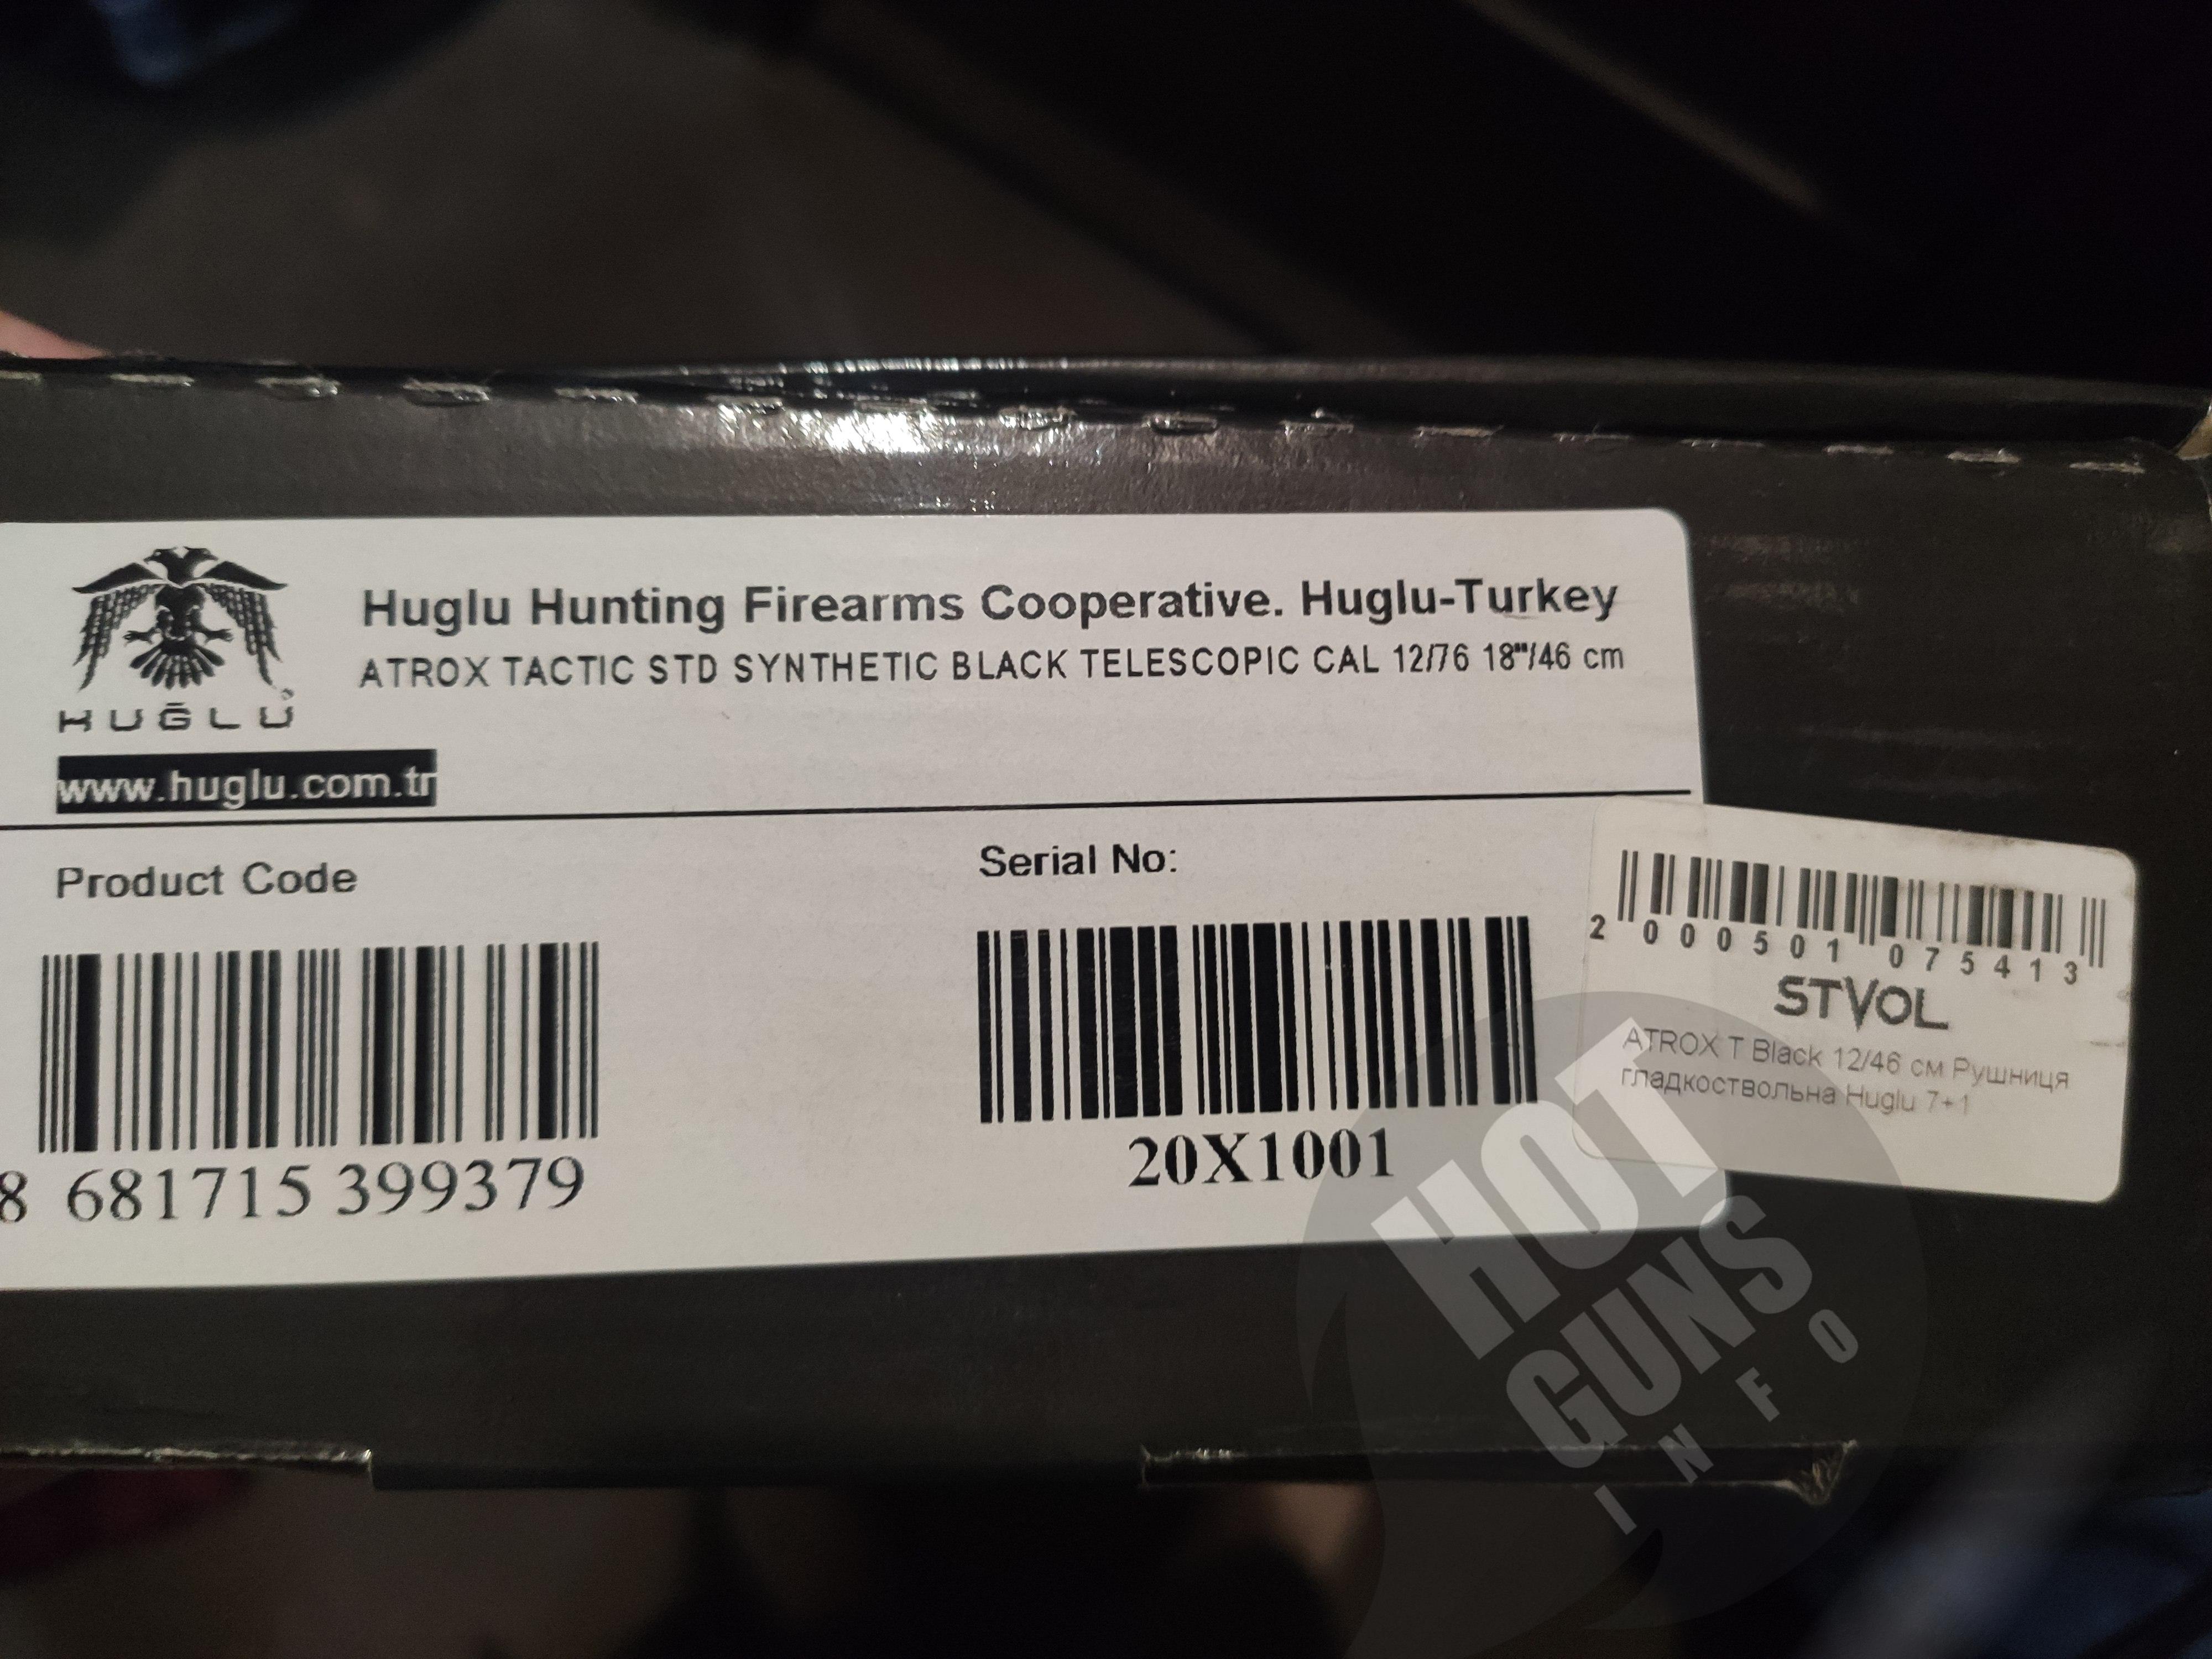 Huglu Hunting Firearms Cooperative. Huglu-Turkey
ATROX TACTIC STD SYNTHETIC BLACK TELESCOPIC CAL 12/76 18""/46 cm
HUĞLU
www.huglu.com.tr
Product Code
8 681715 399379
Serial No:
20X1001
2 000501 075413
STVOL
ATROX T Black 12/46 см Рушниця
гладкоствольна Huglu 7+1
HOT
GUNS
INFO